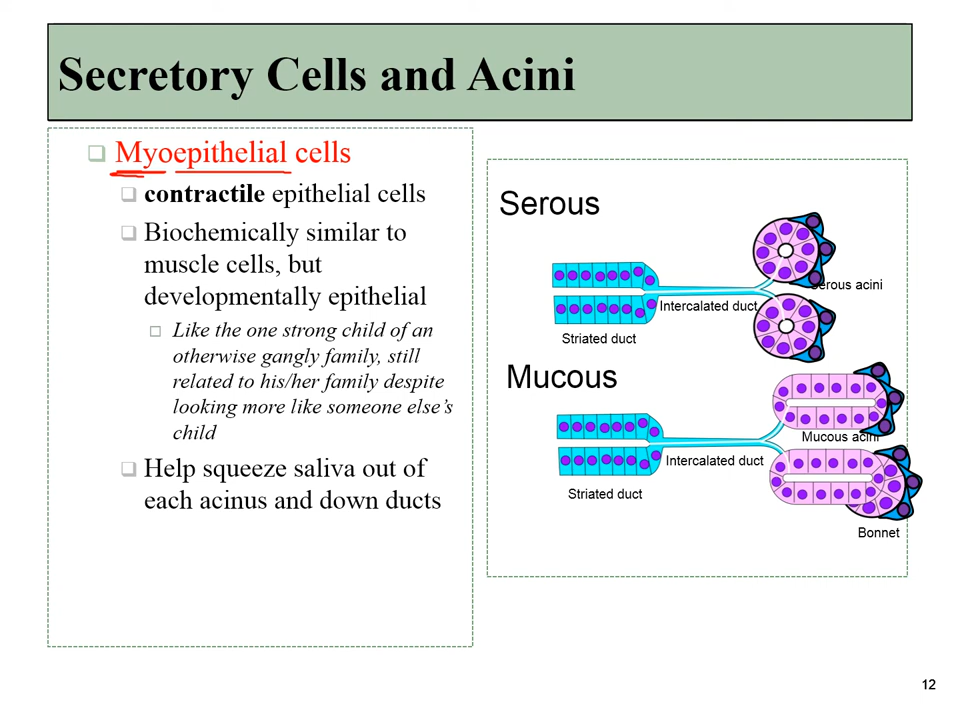 Secretory Cells and Acini
Myoepithelial cells
contractile epithelial cells
Biochemically similar to
muscle cells, but
developmentally epithelial
Like the one strong child of an
otherwise gangly family, still
related to his/her family despite
looking more like someone else's
child
Help squeeze saliva out of
each acinus and down ducts
Serous
Serous acini
Intercalated duct
Striated duct
Mucous
Mucous acini
Intercalated duct
Striated duct
Bonnet
12